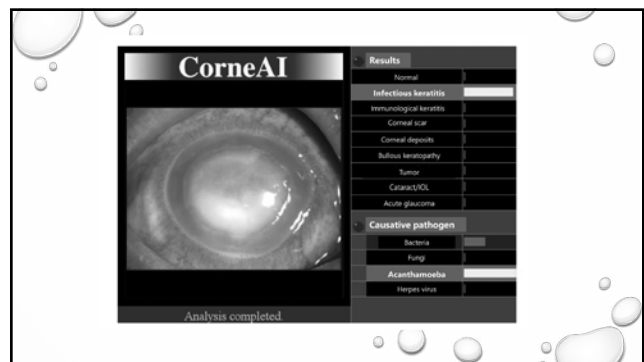 CorneAI
Results
Normal
Infectious keratitis
Immunological keratitis
Corneal scar
Corneal deposits
Bullous keratopathy
Tumor
Cataract/IOL
Acute glaucoma
Causative pathogen
Bacteria
Fungi
Acanthamoeba
Herpes virus
Analysis completed.